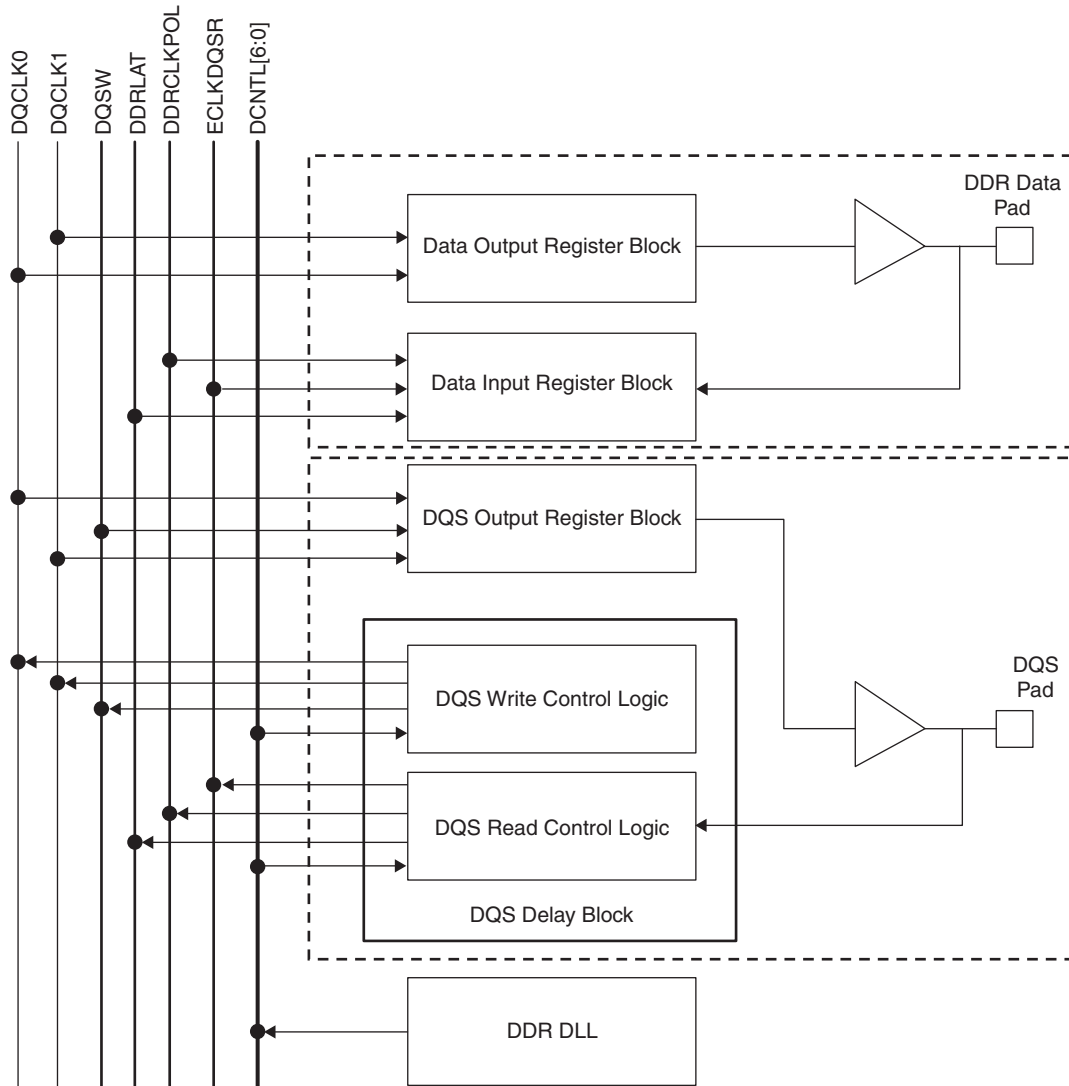 DQCLK0
DQCLK1
DQSW
DDRLAT
DDRCLKPOL
ECLKDQSR
DCNTL[6:0]
DDR Data
Pad
Data Output Register Block
Data Input Register Block
DQS Output Register Block
DQS Write Control Logic
DQS
Pad
DQS Read Control Logic
DQS Delay Block
DDR DLL